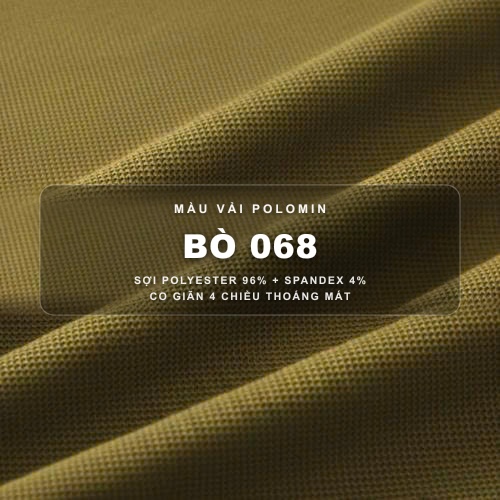 MÀU VẢI POLOMIN
BÒ 068
SỢI POLYESTER 96% + SPANDEX 4%
CO GIÃN 4 CHIỀU THOÁNG MÁT